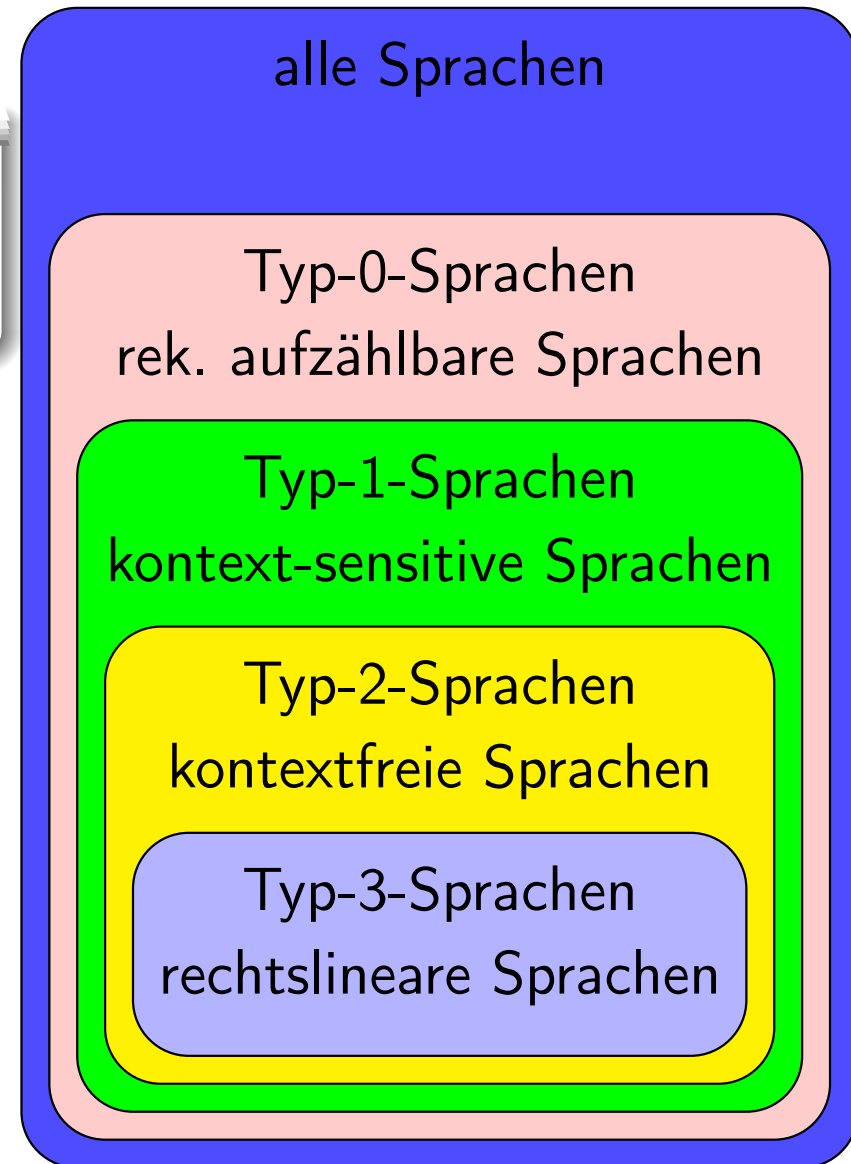 alle Sprachen
Typ-0-Sprachen
rek. aufzählbare Sprachen
Typ-1-Sprachen
kontext-sensitive Sprachen
Typ-2-Sprachen
kontextfreie Sprachen
Typ-3-Sprachen
rechtslineare Sprachen